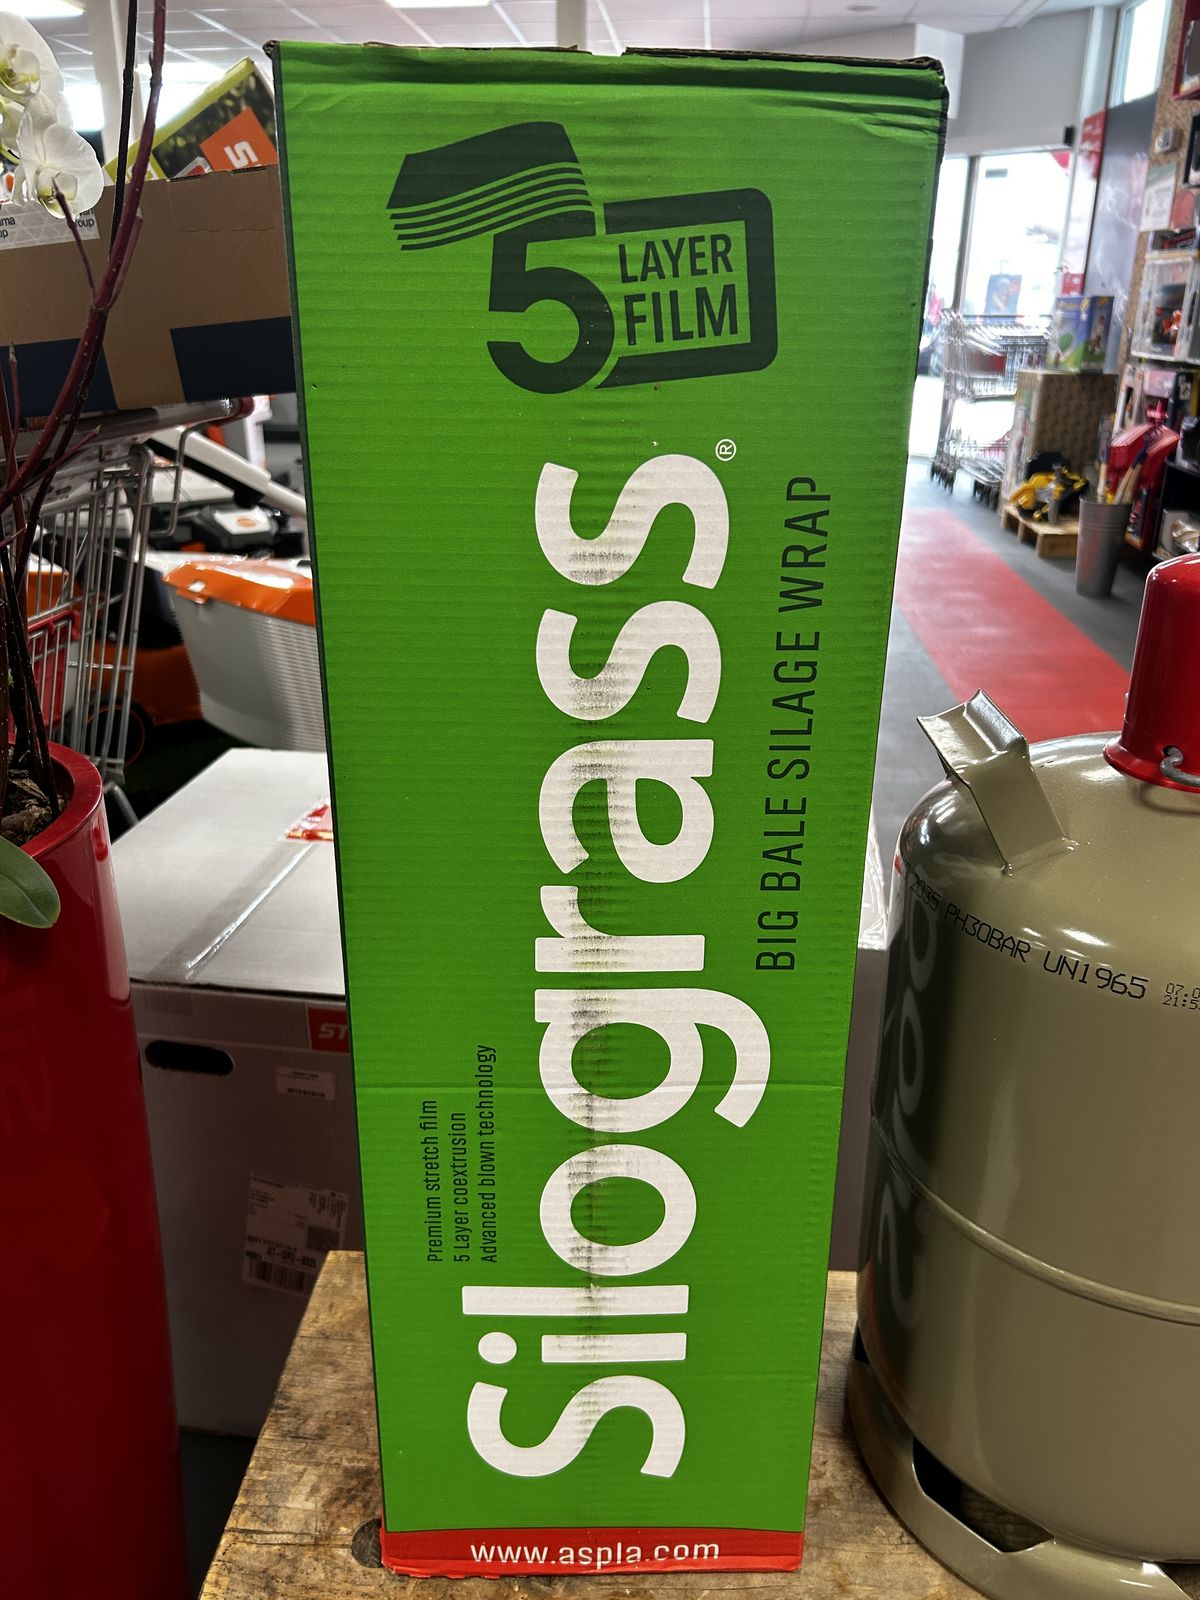 5 LAYER
FILM
Silograss®
BIG BALE SILAGE WRAP
Premium stretch film
5 Layer coextrusion
Advanced blown technology
www.aspla.com
2035 PH30BAR UN1965
ST